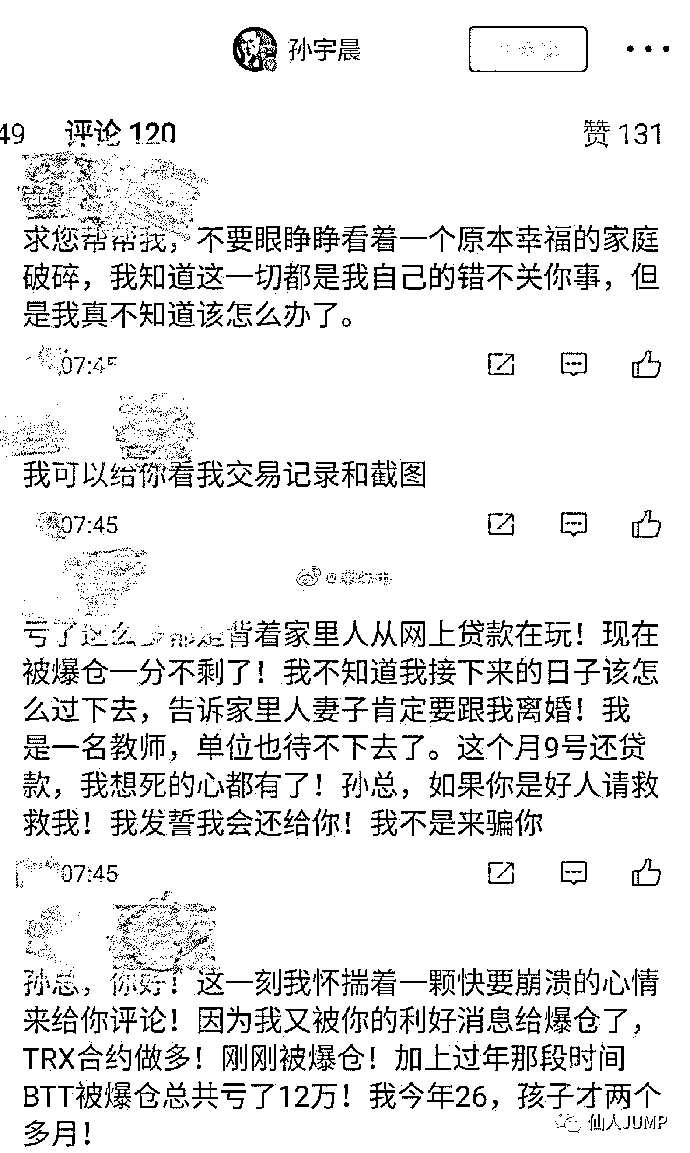 孙宇晨
49 评论 120 赞 131
求您帮帮我，不要眼睁睁看着一个原本幸福的家庭
破碎，我知道这一切都是我自己的错不关你事，但
是我真不知道该怎么办了。
07:45
我可以给你看我交易记录和截图
07:45
亏了这么多都是背着家里人从网上贷款在玩！现在
被爆仓一分不剩了！我不知道我接下来的日子该怎
么过下去，告诉家里人妻子肯定要跟我离婚！我
是一名教师，单位也待不下去了。这个月9号还贷
款，我想死的心都有了！孙总，如果你是好人请救
救我！我发誓我会还给你！我不是来骗你
07:45
孙总，你好！这一刻我怀揣着一颗快要崩溃的心情
来给你评论！因为我又被你的利好消息给爆仓了，
TRX合约做多！刚刚被爆仓！加上过年那段时间
BTT被爆仓总共亏了12万！我今年26，孩子才两个
多月！
仙人JUMP